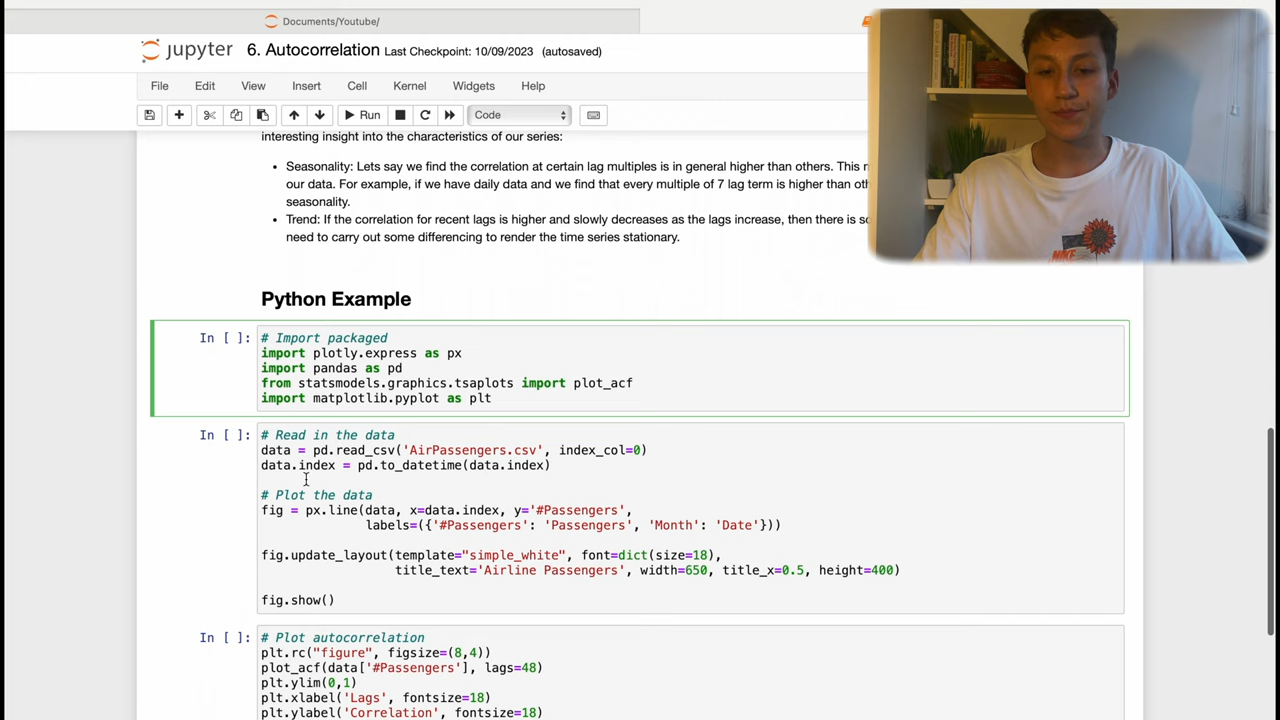 Documents/Youtube/
jupyter 6. Autocorrelation Last Checkpoint: 10/09/2023 (autosaved)
File Edit View Insert Cell Kernel Widgets Help
Run Code
interesting insight into the characteristics of our series:
• Seasonality: Lets say we find the correlation at certain lag multiples is in general higher than others. This
our data. For example, if we have daily data and we find that every multiple of 7 lag term is higher than
seasonality.
• Trend: If the correlation for recent lags is higher and slowly decreases as the lags increase, then there is
need to carry out some differencing to render the time series stationary.
Python Example
In [ ]: # Import packaged
import plotly.express as px
import pandas as pd
from statsmodels.graphics.tsaplots import plot_acf
import matplotlib.pyplot as plt
In [ ]: # Read in the data
data = pd.read_csv('AirPassengers.csv', index_col=0)
data.index = pd.to_datetime(data.index)
# Plot the data
fig = px.line(data, x=data.index, y='#Passengers',
labels=({'#Passengers': 'Passengers', 'Month': 'Date'}))
fig.update_layout(template="simple_white", font=dict(size=18),
title_text='Airline Passengers', width=650, title_x=0.5, height=400)
fig.show()
In [ ]: # Plot autocorrelation
plt.rc("figure", figsize=(8,4))
plot_acf(data['#Passengers'], lags=48)
plt.ylim(0,1)
plt.xlabel('Lags', fontsize=18)
plt.ylabel('Correlation', fontsize=18)
NIKE